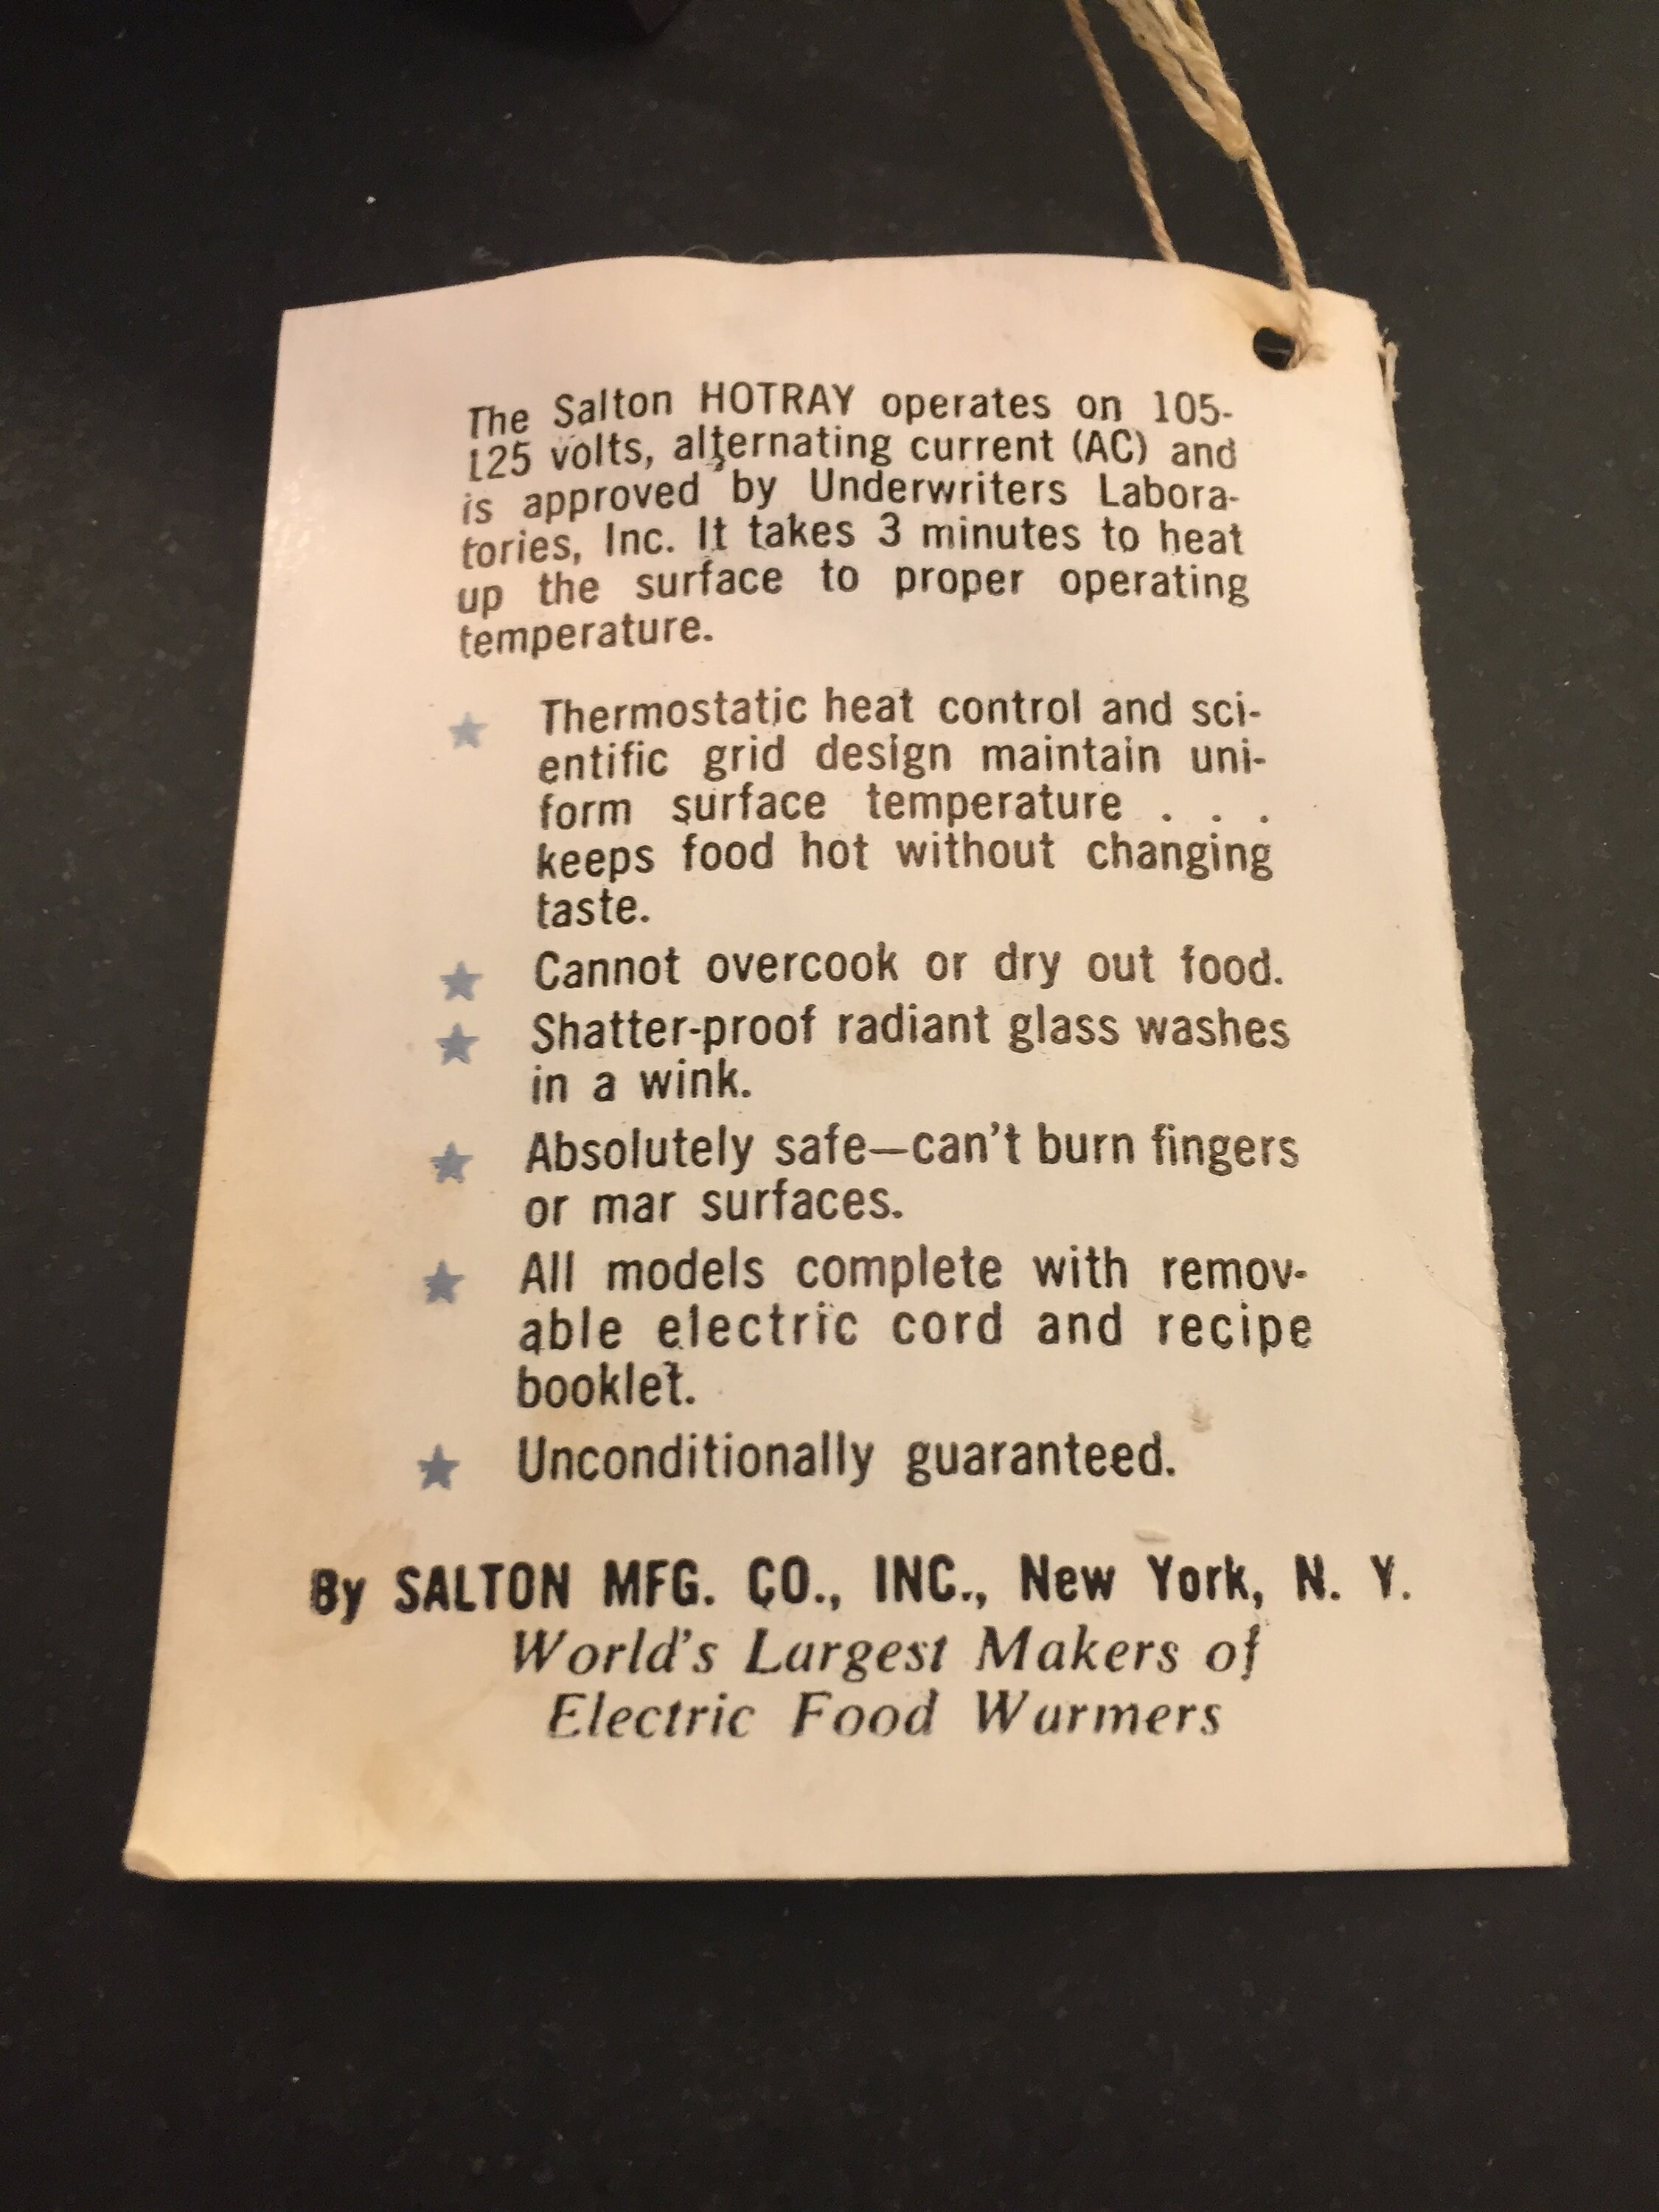 The Salton HOTRAY operates on 105-
125 volts, alternating current (AC) and
is approved by Underwriters Labora-
tories, Inc. It takes 3 minutes to heat
up the surface to proper operating
temperature.
★ Thermostatic heat control and sci-
entific grid design maintain uni-
form surface temperature . . .
keeps food hot without changing
taste.
★ Cannot overcook or dry out food.
★ Shatter-proof radiant glass washes
in a wink.
★ Absolutely safe—can't burn fingers
or mar surfaces.
★ All models complete with remov-
able electric cord and recipe
booklet.
★ Unconditionally guaranteed.
By SALTON MFG. CO., INC., New York, N. Y.
World's Largest Makers of
Electric Food Warmers